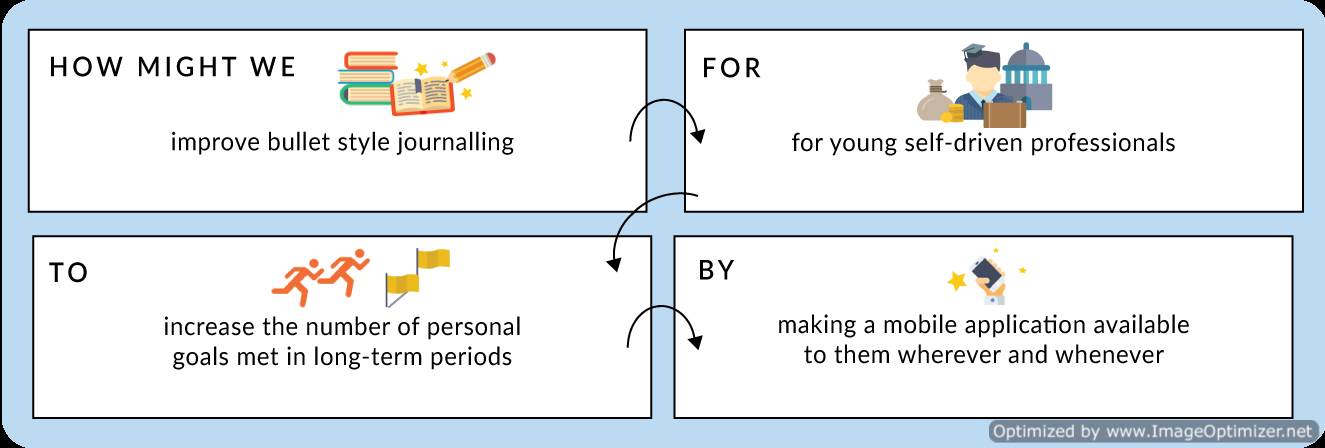 HOW MIGHT WE
improve bullet style journalling
FOR
for young self-driven professionals
TO
increase the number of personal
goals met in long-term periods
BY
making a mobile application available
to them wherever and whenever
Optimized by www.ImageOptimizer.net